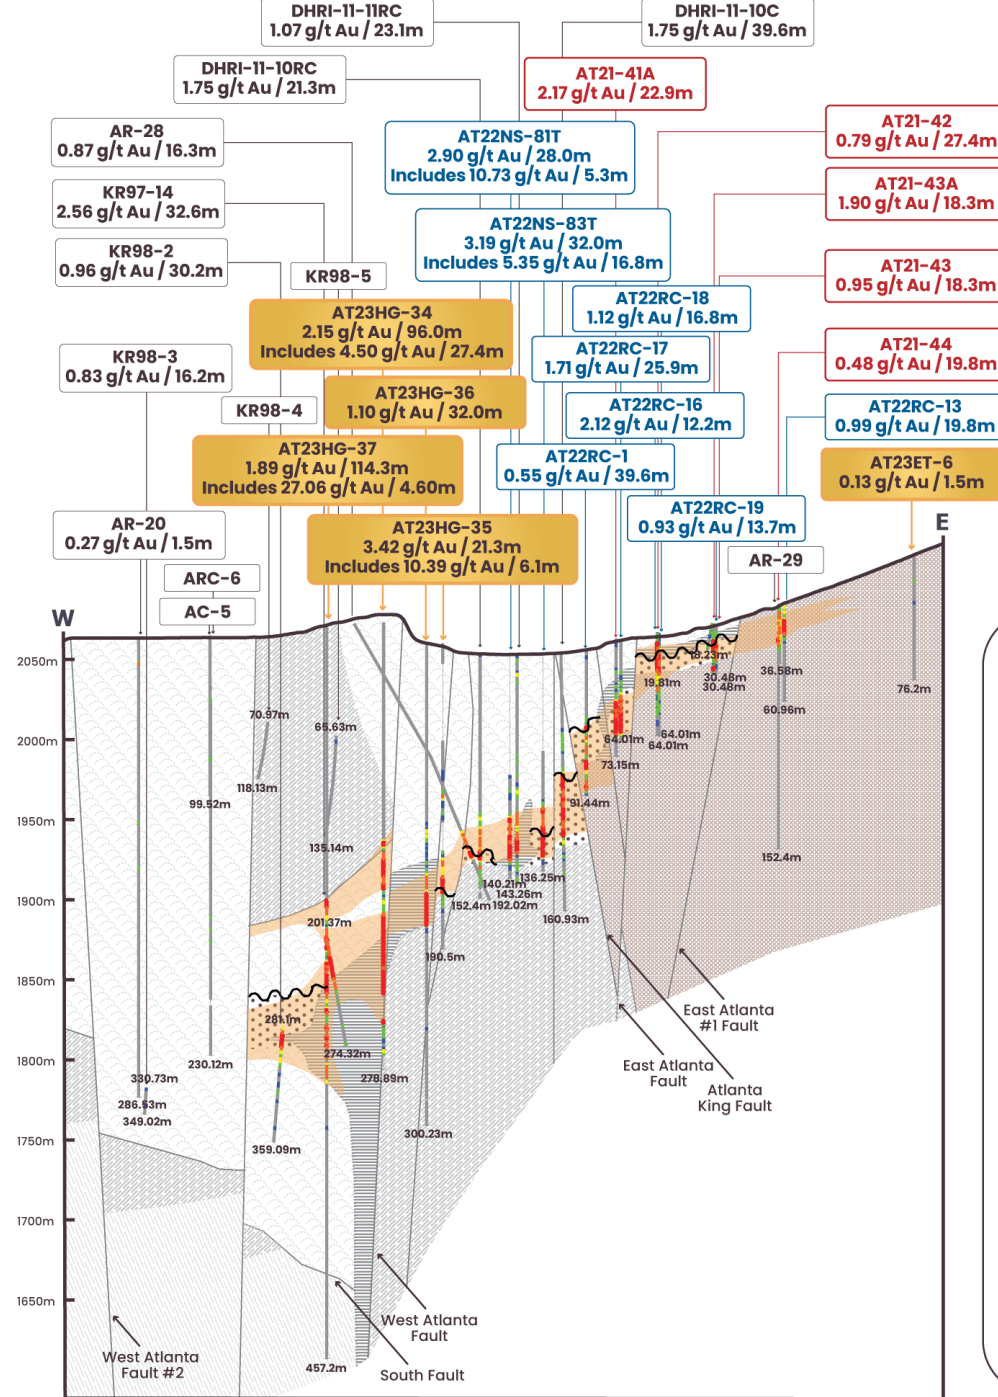 DHRI-11-11RC
1.07 g/t Au / 23.1m
DHRI-11-10C
1.75 g/t Au / 39.6m
DHRI-11-10RC
1.75 g/t Au / 21.3m
AT21-41A
2.17 g/t Au / 22.9m
AR-28
0.87 g/t Au / 16.3m
AT22NS-81T
2.90 g/t Au / 28.0m
Includes 10.73 g/t Au / 5.3m
AT21-42
0.79 g/t Au / 27.4m
KR97-14
2.56 g/t Au / 32.6m
AT21-43A
1.90 g/t Au / 18.3m
KR98-2
0.96 g/t Au / 30.2m
AT22NS-83T
3.19 g/t Au / 32.0m
Includes 5.35 g/t Au / 16.8m
KR98-5
AT21-43
0.95 g/t Au / 18.3m
AT22RC-18
1.12 g/t Au / 16.8m
AT23HG-34
2.15 g/t Au / 96.0m
Includes 4.50 g/t Au / 27.4m
AT21-44
0.48 g/t Au / 19.8m
KR98-3
0.83 g/t Au / 16.2m
AT22RC-17
1.71 g/t Au / 25.9m
AT23HG-36
1.10 g/t Au / 32.0m
KR98-4
AT22RC-16
2.12 g/t Au / 12.2m
AT22RC-13
0.99 g/t Au / 19.8m
AT23HG-37
1.89 g/t Au / 114.3m
Includes 27.06 g/t Au / 4.60m
AT22RC-1
0.55 g/t Au / 39.6m
AT23ET-6
0.13 g/t Au / 1.5m
AR-20
0.27 g/t Au / 1.5m
AT23HG-35
3.42 g/t Au / 21.3m
Includes 10.39 g/t Au / 6.1m
AT22RC-19
0.93 g/t Au / 13.7m
E
AR-29
ARC-6
AC-5
W
2050m
18.23m
19.81m
30.48m
30.48m
36.58m
76.2m
70.97m
65.63m
60.96m
2000m
64.01m
64.01m
64.01m
73.15m
118.13m
99.52m
91.44m
1950m
135.14m
152.4m
136.25m
140.21m
143.26m
1900m
152.4m
192.02m
160.93m
201.37m
190.5m
1850m
281.1m
East Atlanta
#1 Fault
1800m
274.32m
230.12m
278.89m
East Atlanta
Fault
Atlanta
King Fault
330.73m
286.53m
349.02m
1750m
300.23m
359.09m
1700m
1650m
West Atlanta
Fault
West Atlanta
Fault #2
457.2m
South Fault